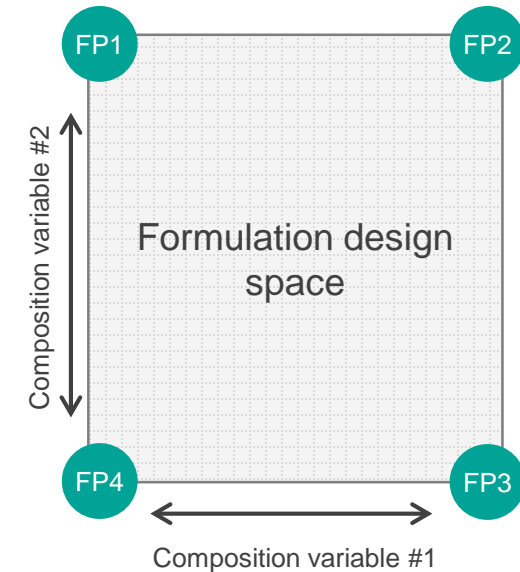 FP1
FP2
Composition variable #2
Formulation design
space
FP4
FP3
Composition variable #1